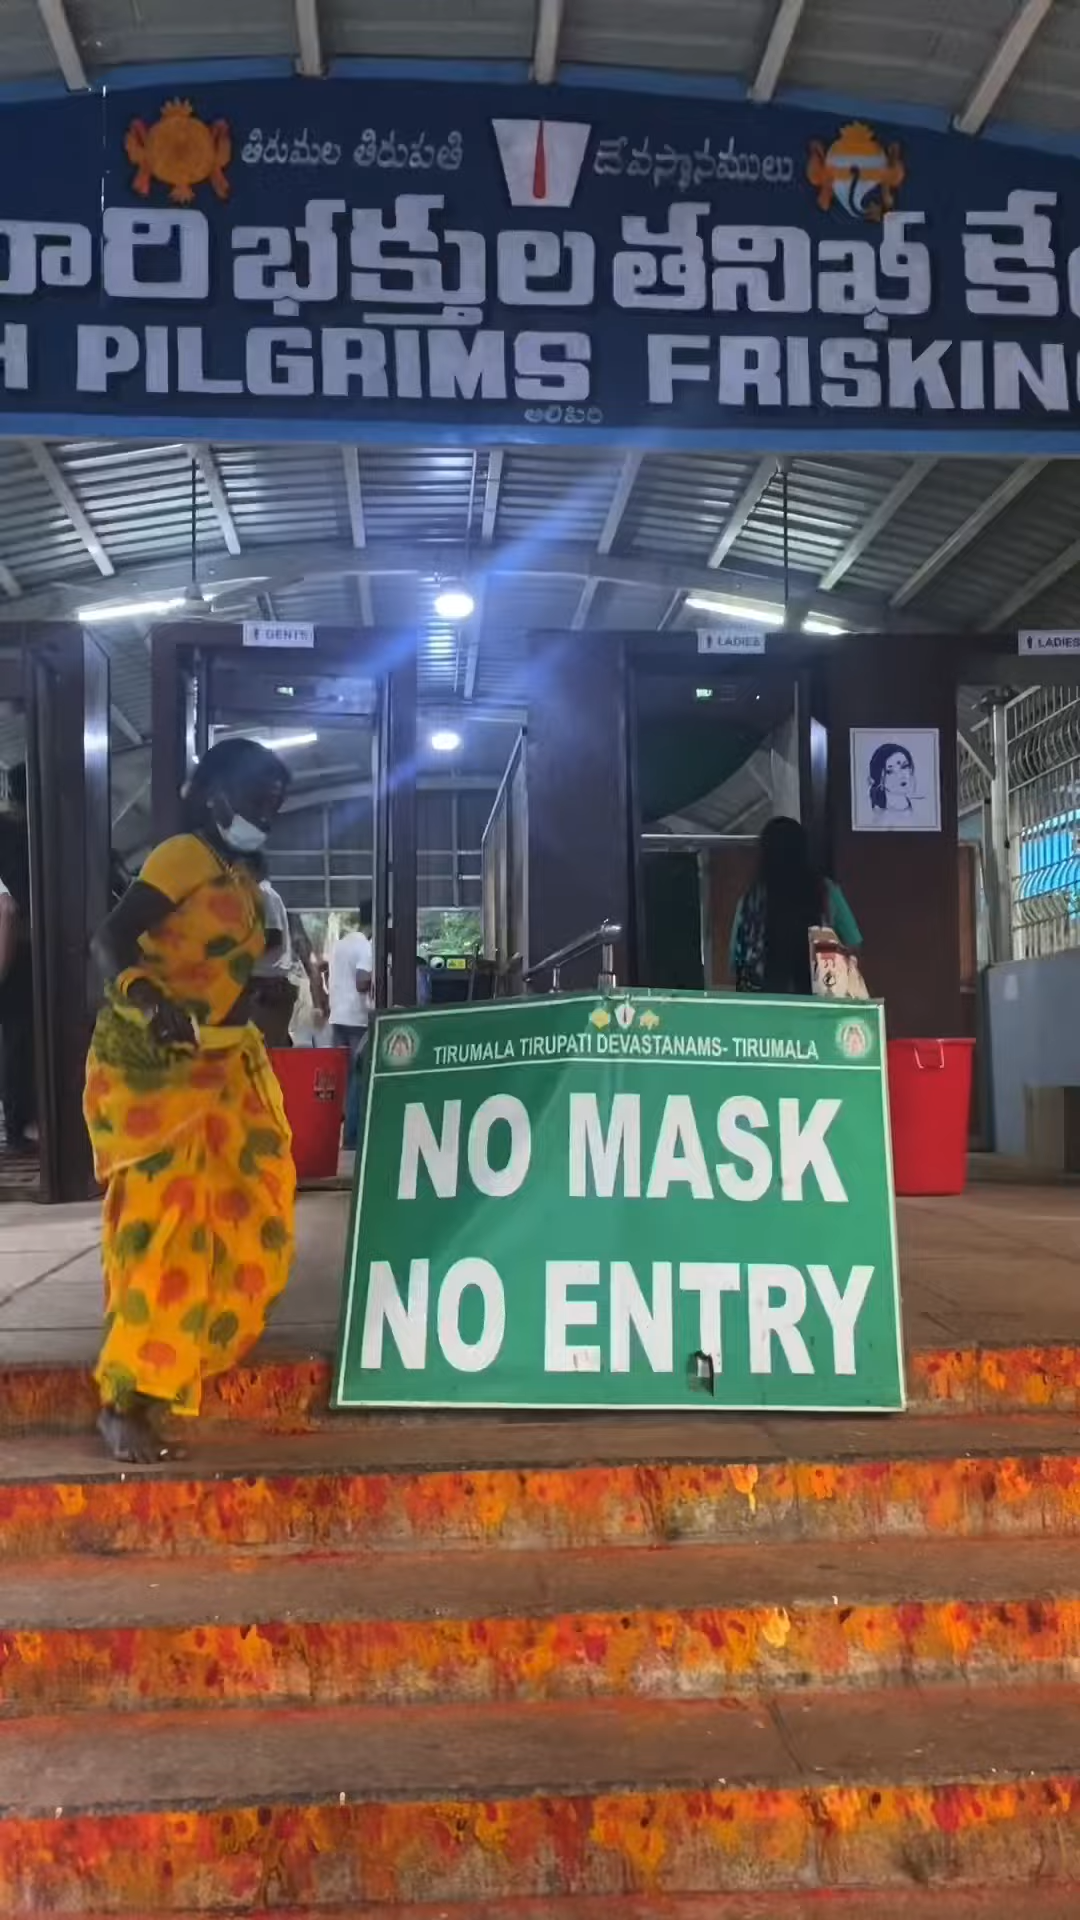 తిరుమల తిరుపతి దేవస్థానములు
భక్తుల తనిఖీ
PILGRIMS FRISKING
అలిపిరి
GENTS
LADIES
LADIES
TIRUMALA TIRUPATI DEVASTANAMS- TIRUMALA
NO MASK
NO ENTRY